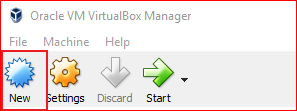 Oracle VM VirtualBox Manager
File Machine Help
New Settings Discard Start